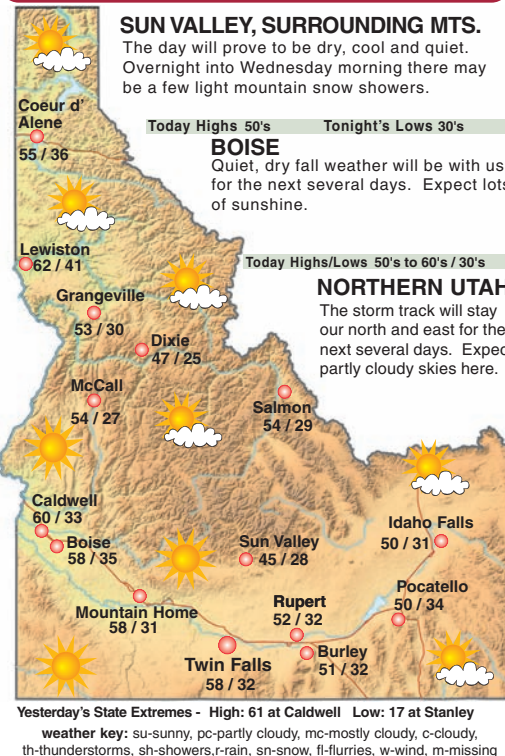 SUN VALLEY, SURROUNDING MTS.
The day will prove to be dry, cool and quiet.
Overnight into Wednesday morning there may
be a few light mountain snow showers.
Today Highs 50's Tonight's Lows 30's
BOISE
Quiet, dry fall weather will be with us
for the next several days. Expect lots
of sunshine.
Today Highs/Lows 50's to 60's / 30's
NORTHERN UTAH
The storm track will stay
our north and east for the
next several days. Expec
partly cloudy skies here.
Coeur d'
Alene
55 / 36
Lewiston
62 / 41
Grangeville
53 / 30
Dixie
47 / 25
McCall
54 / 27
Salmon
54 / 29
Caldwell
60 / 33
Boise
58 / 35
Sun Valley
45 / 28
Idaho Falls
50 / 31
Pocatello
50 / 34
Mountain Home
58 / 31
Rupert
52 / 32
Burley
51 / 32
Twin Falls
58 / 32
Yesterday's State Extremes - High: 61 at Caldwell Low: 17 at Stanley
weather key: su-sunny, pc-partly cloudy, mc-mostly cloudy, c-cloudy,
th-thunderstorms, sh-showers,r-rain, sn-snow, fl-flurries, w-wind, m-missing